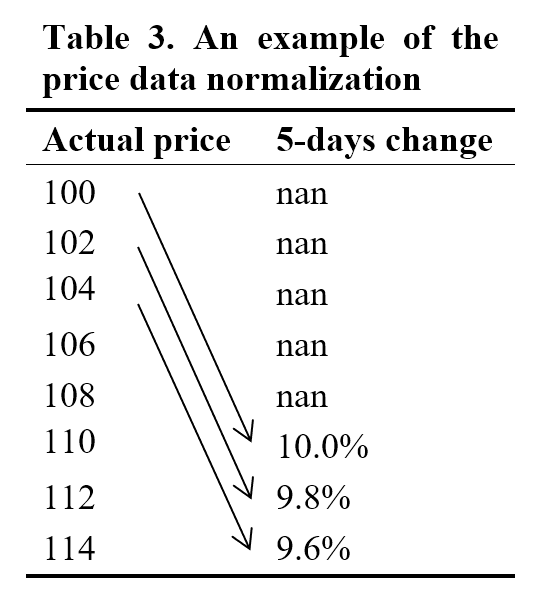 Table 3. An example of the
price data normalization
Actual price 5-days change
100 nan
102 nan
104 nan
106 nan
108 nan
110 10.0%
112 9.8%
114 9.6%